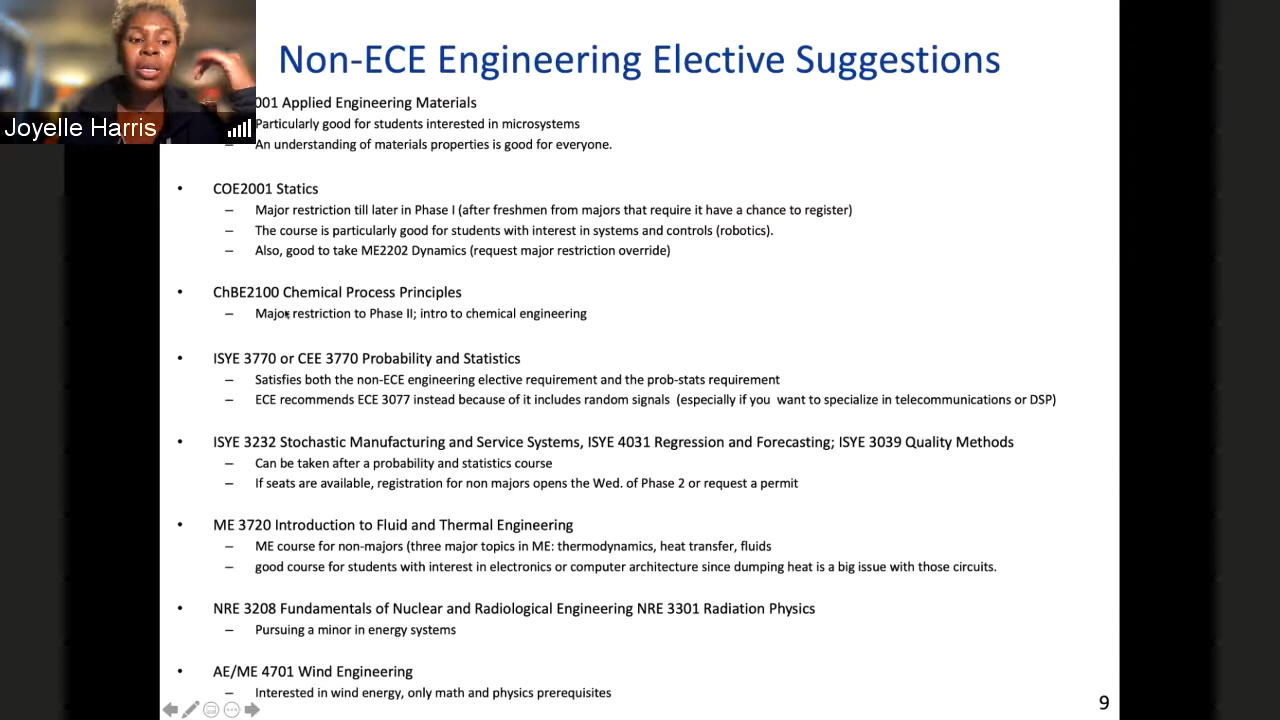 Non-ECE Engineering Elective Suggestions
Joyelle Harris
001 Applied Engineering Materials
Particularly good for students interested in microsystems
– An understanding of materials properties is good for everyone.
• COE2001 Statics
– Major restriction till later in Phase I (after freshmen from majors that require it have a chance to register)
– The course is particularly good for students with interest in systems and controls (robotics).
– Also, good to take ME2202 Dynamics (request major restriction override)
• ChBE2100 Chemical Process Principles
– Major restriction to Phase II; intro to chemical engineering
• ISYE 3770 or CEE 3770 Probability and Statistics
– Satisfies both the non-ECE engineering elective requirement and the prob-stats requirement
– ECE recommends ECE 3077 instead because of it includes random signals (especially if you want to specialize in telecommunications or DSP)
• ISYE 3232 Stochastic Manufacturing and Service Systems, ISYE 4031 Regression and Forecasting; ISYE 3039 Quality Methods
– Can be taken after a probability and statistics course
– If seats are available, registration for non majors opens the Wed. of Phase 2 or request a permit
• ME 3720 Introduction to Fluid and Thermal Engineering
– ME course for non-majors (three major topics in ME: thermodynamics, heat transfer, fluids
– good course for students with interest in electronics or computer architecture since dumping heat is a big issue with those circuits.
• NRE 3208 Fundamentals of Nuclear and Radiological Engineering NRE 3301 Radiation Physics
– Pursuing a minor in energy systems
• AE/ME 4701 Wind Engineering
– Interested in wind energy, only math and physics prerequisites
9